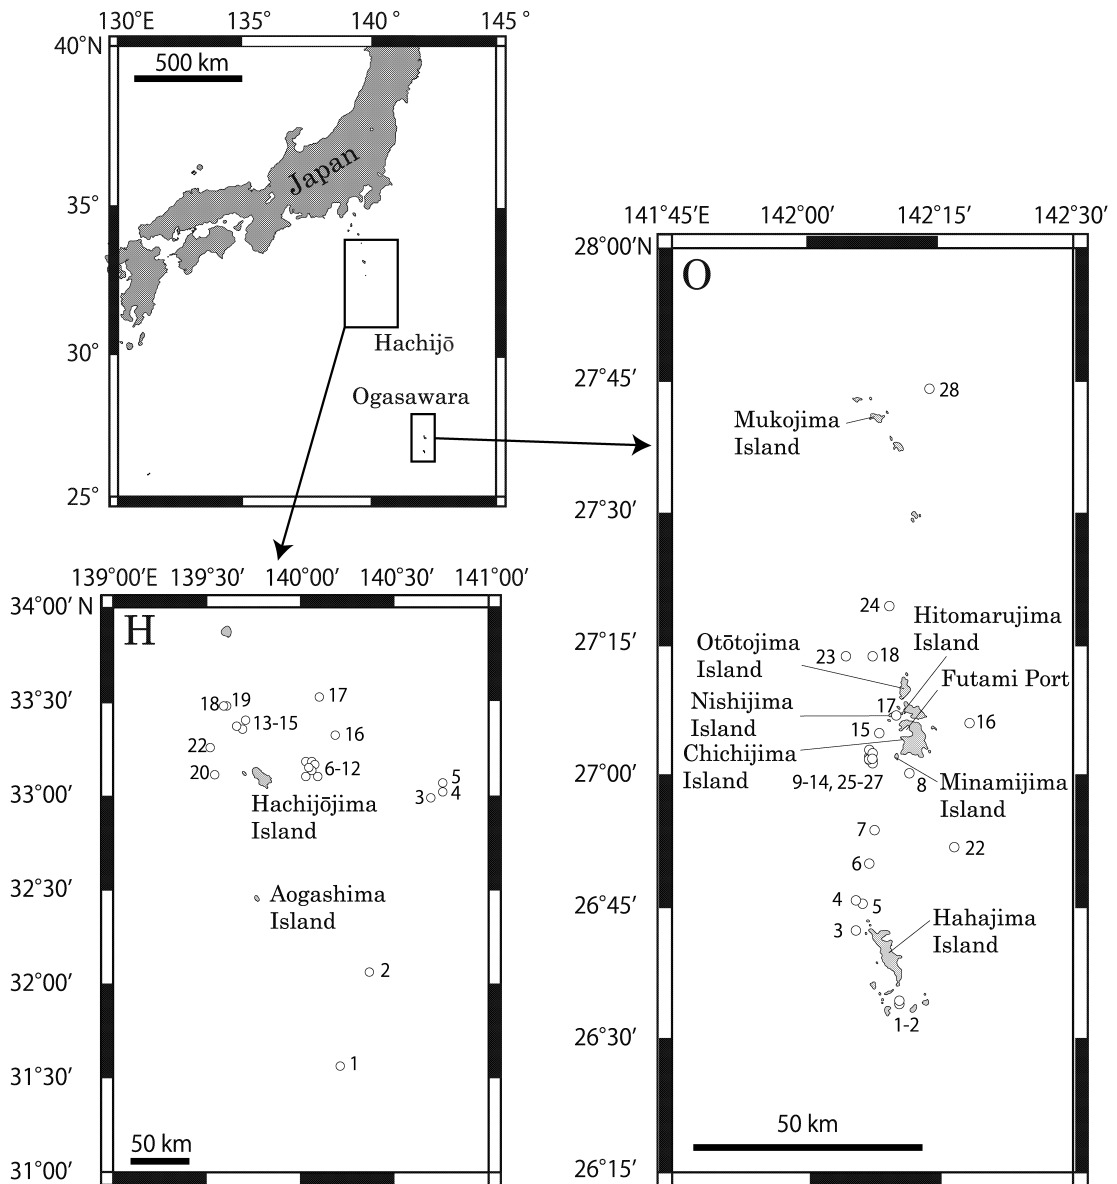 130°E 135° 140° 145°
40°N
500 km
Japan
35°
30°
25°
Hachijō
Ogasawara
141°45′E 142°00′ 142°15′ 142°30′
28°00′N
O
27°45′
28
Mukojima
Island
27°30′
24
Hitomarujima
Island
27°15′
Otōtojima
Island
23
18
Futami Port
Nishijima
Island
17
16
15
Chichijima
Island
27°00′
9-14, 25-27
8
Minamijima
Island
7
22
6
4
5
26°45′
3
Hahajima
Island
1-2
26°30′
50 km
26°15′
139°00′E 139°30′ 140°00′ 140°30′ 141°00′
34°00′ N
H
33°30′
18
19
17
13-15
16
22
20
6-12
5
4
3
33°00′
Hachijōjima
Island
32°30′
Aogashima
Island
32°00′
2
31°30′
1
50 km
31°00′